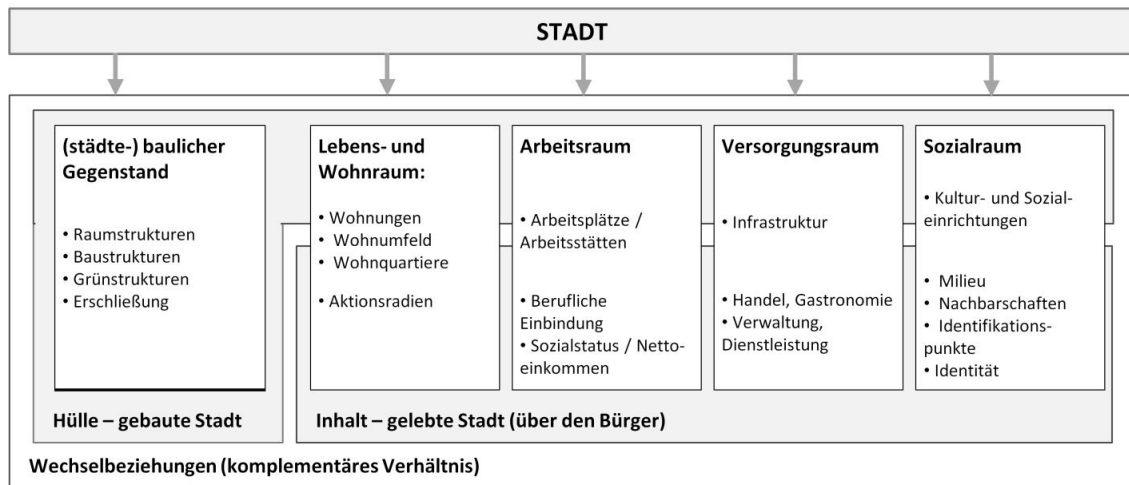 STADT
(städte-) baulicher
Gegenstand
• Raumstrukturen
• Baustrukturen
• Grünstrukturen
• Erschließung
Lebens- und
Wohnraum:
• Wohnungen
• Wohnumfeld
• Wohnquartiere
• Aktionsradien
Arbeitsraum
• Arbeitsplätze /
Arbeitsstätten
• Berufliche
Einbindung
• Sozialstatus / Netto-
einkommen
Versorgungsraum
• Infrastruktur
• Handel, Gastronomie
• Verwaltung,
Dienstleistung
Sozialraum
• Kultur- und Sozial-
einrichtungen
• Milieu
• Nachbarschaften
• Identifikations-
punkte
• Identität
Hülle – gebaute Stadt
Inhalt – gelebte Stadt (über den Bürger)
Wechselbeziehungen (komplementäres Verhältnis)